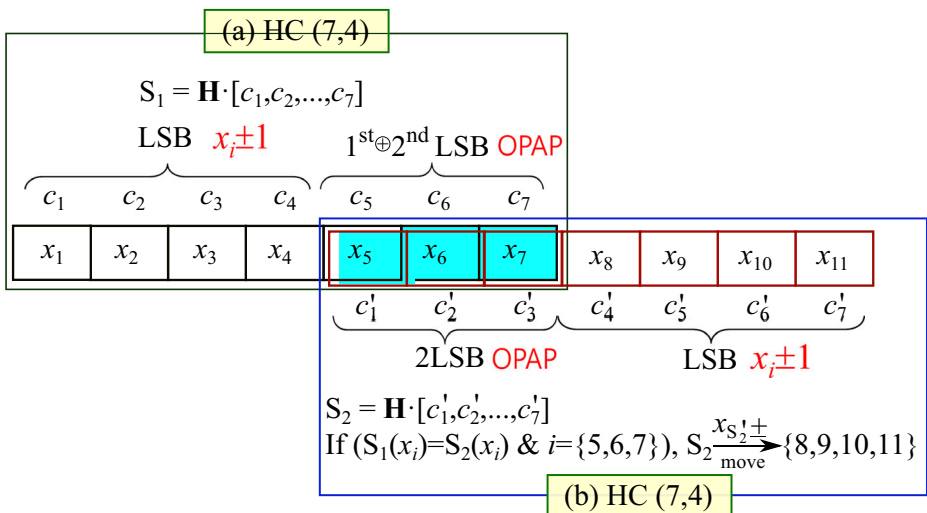 (a) HC (7,4)
S₁ = H·[c₁,c₂,...,c₇]
LSB xᵢ±1
1ˢᵗ⊕2ⁿᵈ LSB OPAP
c₁ c₂ c₃ c₄ c₅ c₆ c₇
x₁ x₂ x₃ x₄ x₅ x₆ x₇ x₈ x₉ x₁₀ x₁₁
c'₁ c'₂ c'₃ c'₄ c'₅ c'₆ c'₇
2LSB OPAP
LSB xᵢ±1
S₂ = H·[c'₁,c'₂,...,c'₇]
If (S₁(xᵢ)=S₂(xᵢ) & i={5,6,7}), S₂ x_S₂'± move → {8,9,10,11}
(b) HC (7,4)